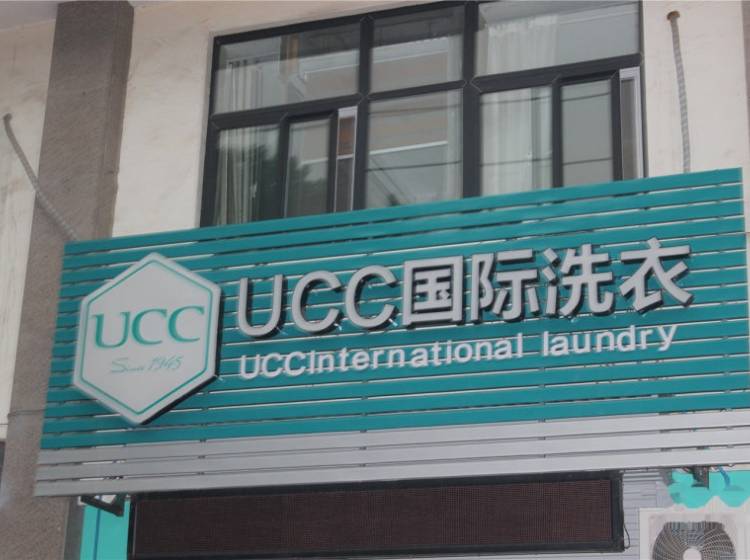 UCC
Since 1945
UCC国际洗衣
UCCInternational laundry